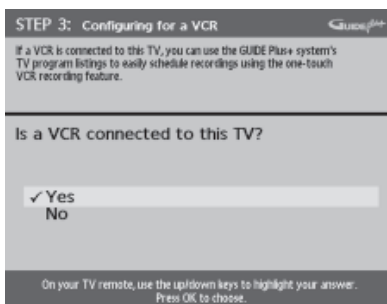 STEP 3: Configuring for a VCR
GUIDE Plus+
If a VCR is connected to this TV, you can use the GUIDE Plus+ system's
TV program listings to easily schedule recordings using the one-touch
VCR recording feature.
Is a VCR connected to this TV?
✓ Yes
No
On your TV remote, use the up/down keys to highlight your answer.
Press OK to choose.